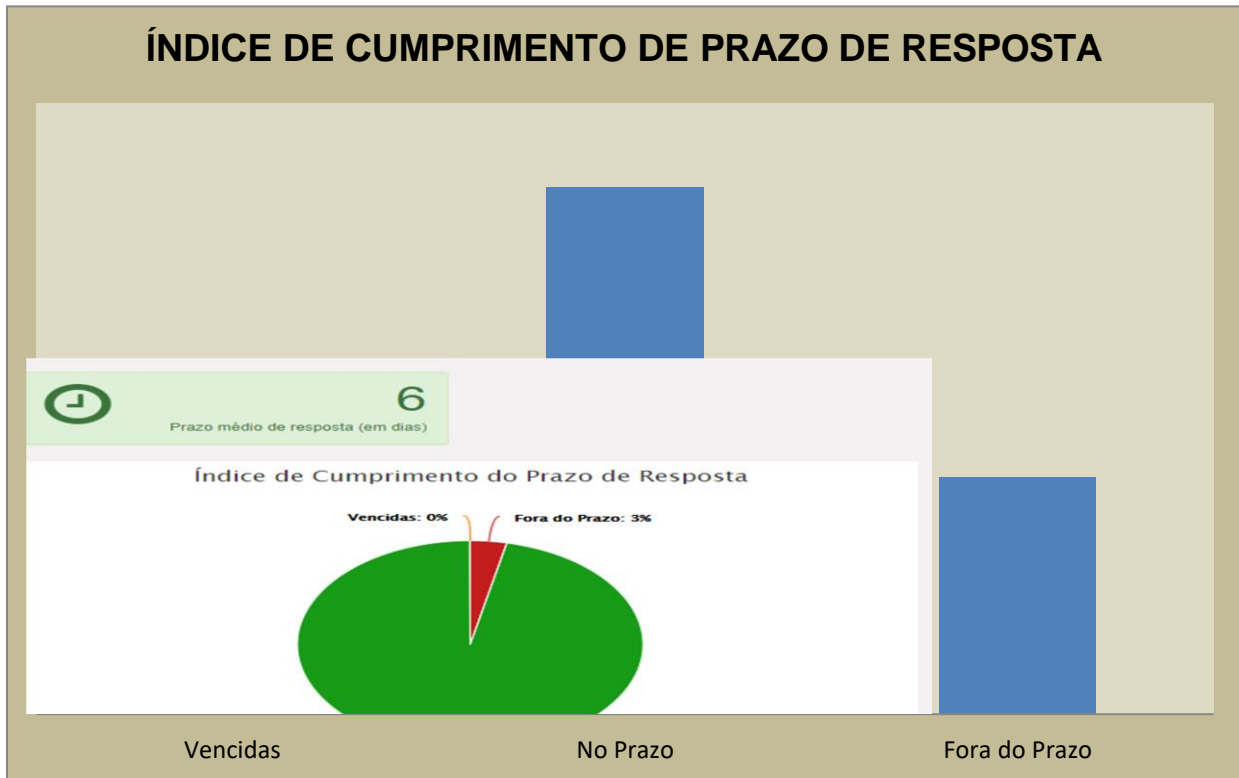 ÍNDICE DE CUMPRIMENTO DE PRAZO DE RESPOSTA
6
Prazo médio de resposta (em dias)
Índice de Cumprimento do Prazo de Resposta
Vencidas: 0% Fora do Prazo: 3%
Vencidas No Prazo Fora do Prazo